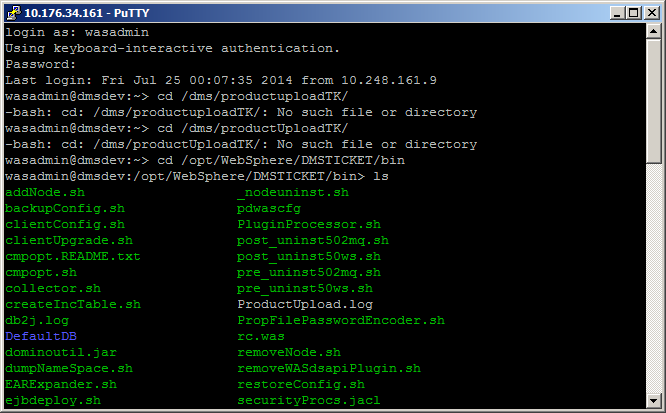 10.176.34.161 - PuTTY
login as: wasadmin
Using keyboard-interactive authentication.
Password:
Last login: Fri Jul 25 00:07:35 2014 from 10.248.161.9
wasadmin@dmsdev:~> cd /dms/productuploadTK/
-bash: cd: /dms/productuploadtk/: No such file or directory
wasadmin@dmsdev:~> cd /dms/productUploadTK/
-bash: cd: /dms/productUploadTK/: No such file or directory
wasadmin@dmsdev:~> cd /opt/WebSphere/DMSTICKET/bin
wasadmin@dmsdev:/opt/WebSphere/DMSTICKET/bin> ls
addNode.sh _nodeuninst.sh
backupConfig.sh pdwascfg
clientConfig.sh PluginProcessor.sh
clientUpgrade.sh post_uninst502mq.sh
cmpopt.README.txt post_uninst50ws.sh
cmpopt.sh pre_uninst502mq.sh
collector.sh pre_uninst50ws.sh
createIncTable.sh ProductUpload.log
db2j.log PropFilePasswordEncoder.sh
DefaultDB rc.was
dominoutil.jar removeNode.sh
dumpNameSpace.sh removeWASdsapiPlugin.sh
EARExpander.sh restoreConfig.sh
ejbdeploy.sh securityProcs.jacl